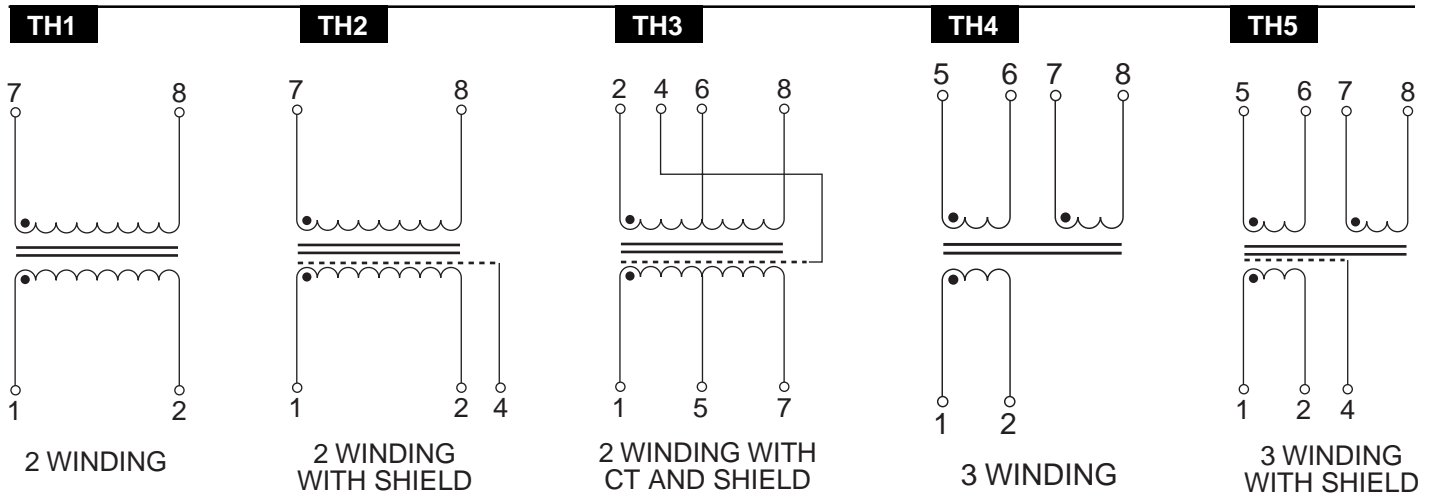 TH1 TH2 TH3 TH4 TH5
7 8 7 8 2 4 6 8 5 6 7 8 5 6 7 8
1 2 1 2 4 1 5 7 1 2 1 2 4
2 WINDING
2 WINDING
WITH SHIELD
2 WINDING WITH
CT AND SHIELD
3 WINDING
3 WINDING
WITH SHIELD